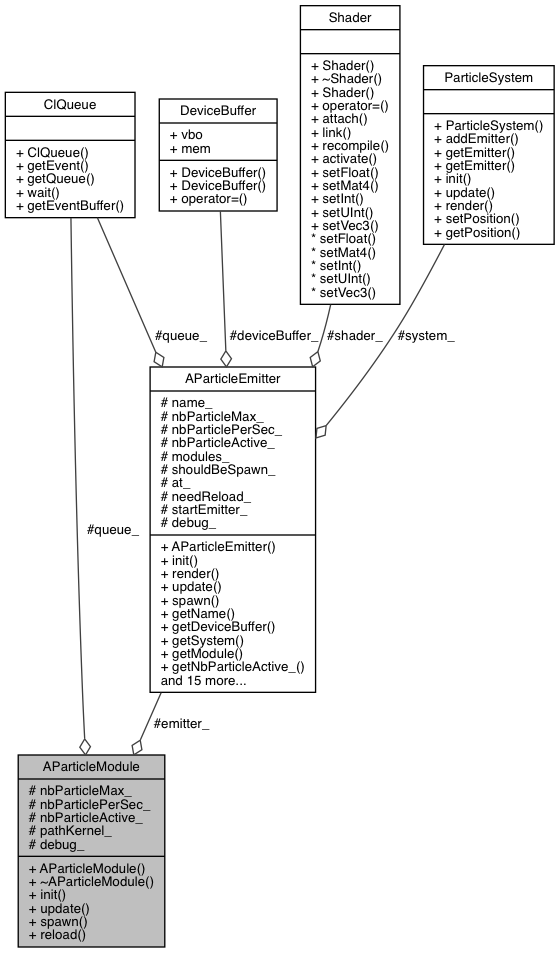 Shader
+ Shader()
+ ~Shader()
+ Shader()
+ operator=()
+ attach()
+ link()
+ recompile()
+ activate()
+ setFloat()
+ setMat4()
+ setInt()
+ setUInt()
+ setVec3()
* setFloat()
* setMat4()
* setInt()
* setUInt()
* setVec3()
ParticleSystem
+ ParticleSystem()
+ addEmitter()
+ getEmitter()
+ getEmitter()
+ init()
+ update()
+ render()
+ setPosition()
+ getPosition()
ClQueue
+ ClQueue()
+ getEvent()
+ getQueue()
+ wait()
+ getEventBuffer()
DeviceBuffer
+ vbo
+ mem
+ DeviceBuffer()
+ DeviceBuffer()
+ operator=()
#queue_
#deviceBuffer_
#shader_
#system_
AParticleEmitter
# name_
# nbParticleMax_
# nbParticlePerSec_
# nbParticleActive_
# modules_
# shouldBeSpawn_
# at_
# needReload_
# startEmitter_
# debug_
+ AParticleEmitter()
+ init()
+ render()
+ update()
+ spawn()
+ getName()
+ getDeviceBuffer()
+ getSystem()
+ getModule()
+ getNbParticleActive_()
and 15 more...
#queue_
#emitter_
AParticleModule
# nbParticleMax_
# nbParticlePerSec_
# nbParticleActive_
# pathKernel_
# debug_
+ AParticleModule()
+ ~AParticleModule()
+ init()
+ update()
+ spawn()
+ reload()